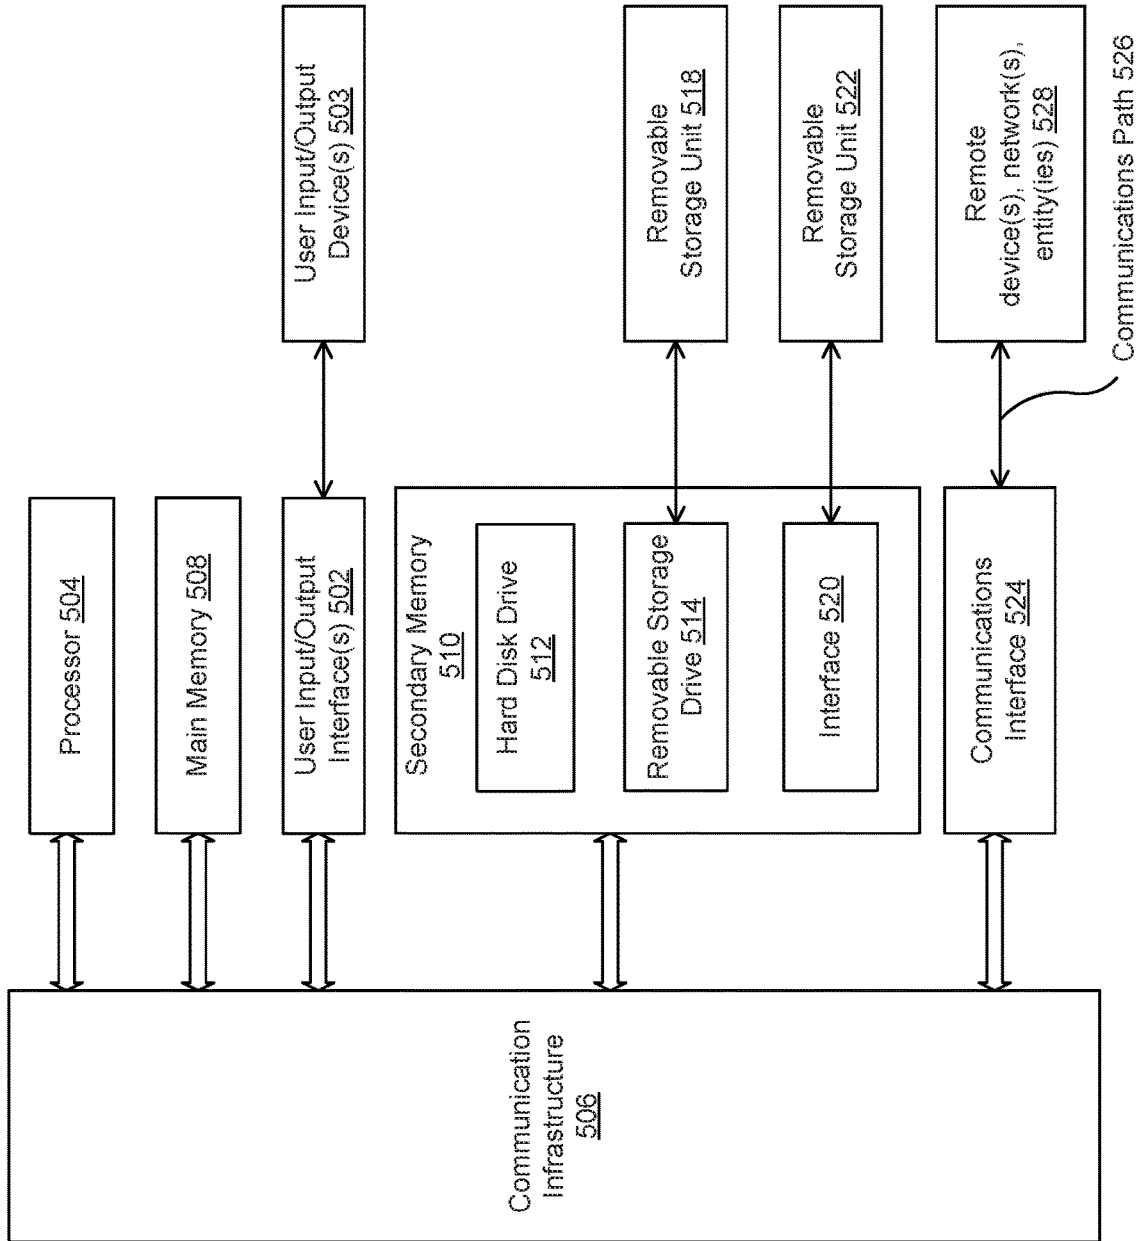 Processor 504
Main Memory 508
User Input/Output
Interface(s) 502
User Input/Output
Device(s) 503
Secondary Memory
510
Hard Disk Drive
512
Removable Storage
Drive 514
Removable
Storage Unit 518
Interface 520
Removable
Storage Unit 522
Communications
Interface 524
Remote
device(s), network(s),
entity(ies) 528
Communications Path 526
Communication
Infrastructure
506